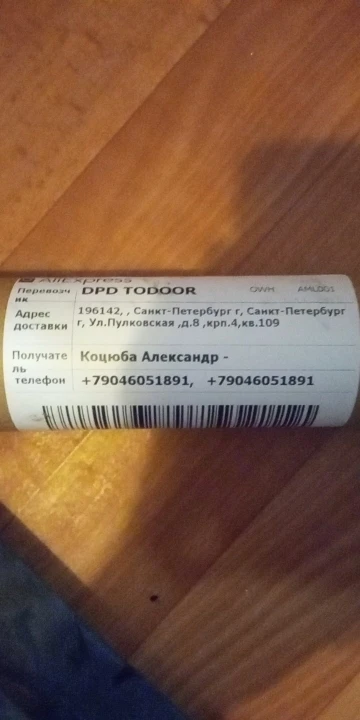 AliExpress
Перевозч DPD TODOOR OWH AML001
ик
Адрес 196142, , Санкт-Петербург г, Санкт-Петербург
доставки г, Ул.Пулковская ,д.8 ,крп.4,кв.109
Получате Коцюба Александр -
ль
телефон +79046051891, +79046051891